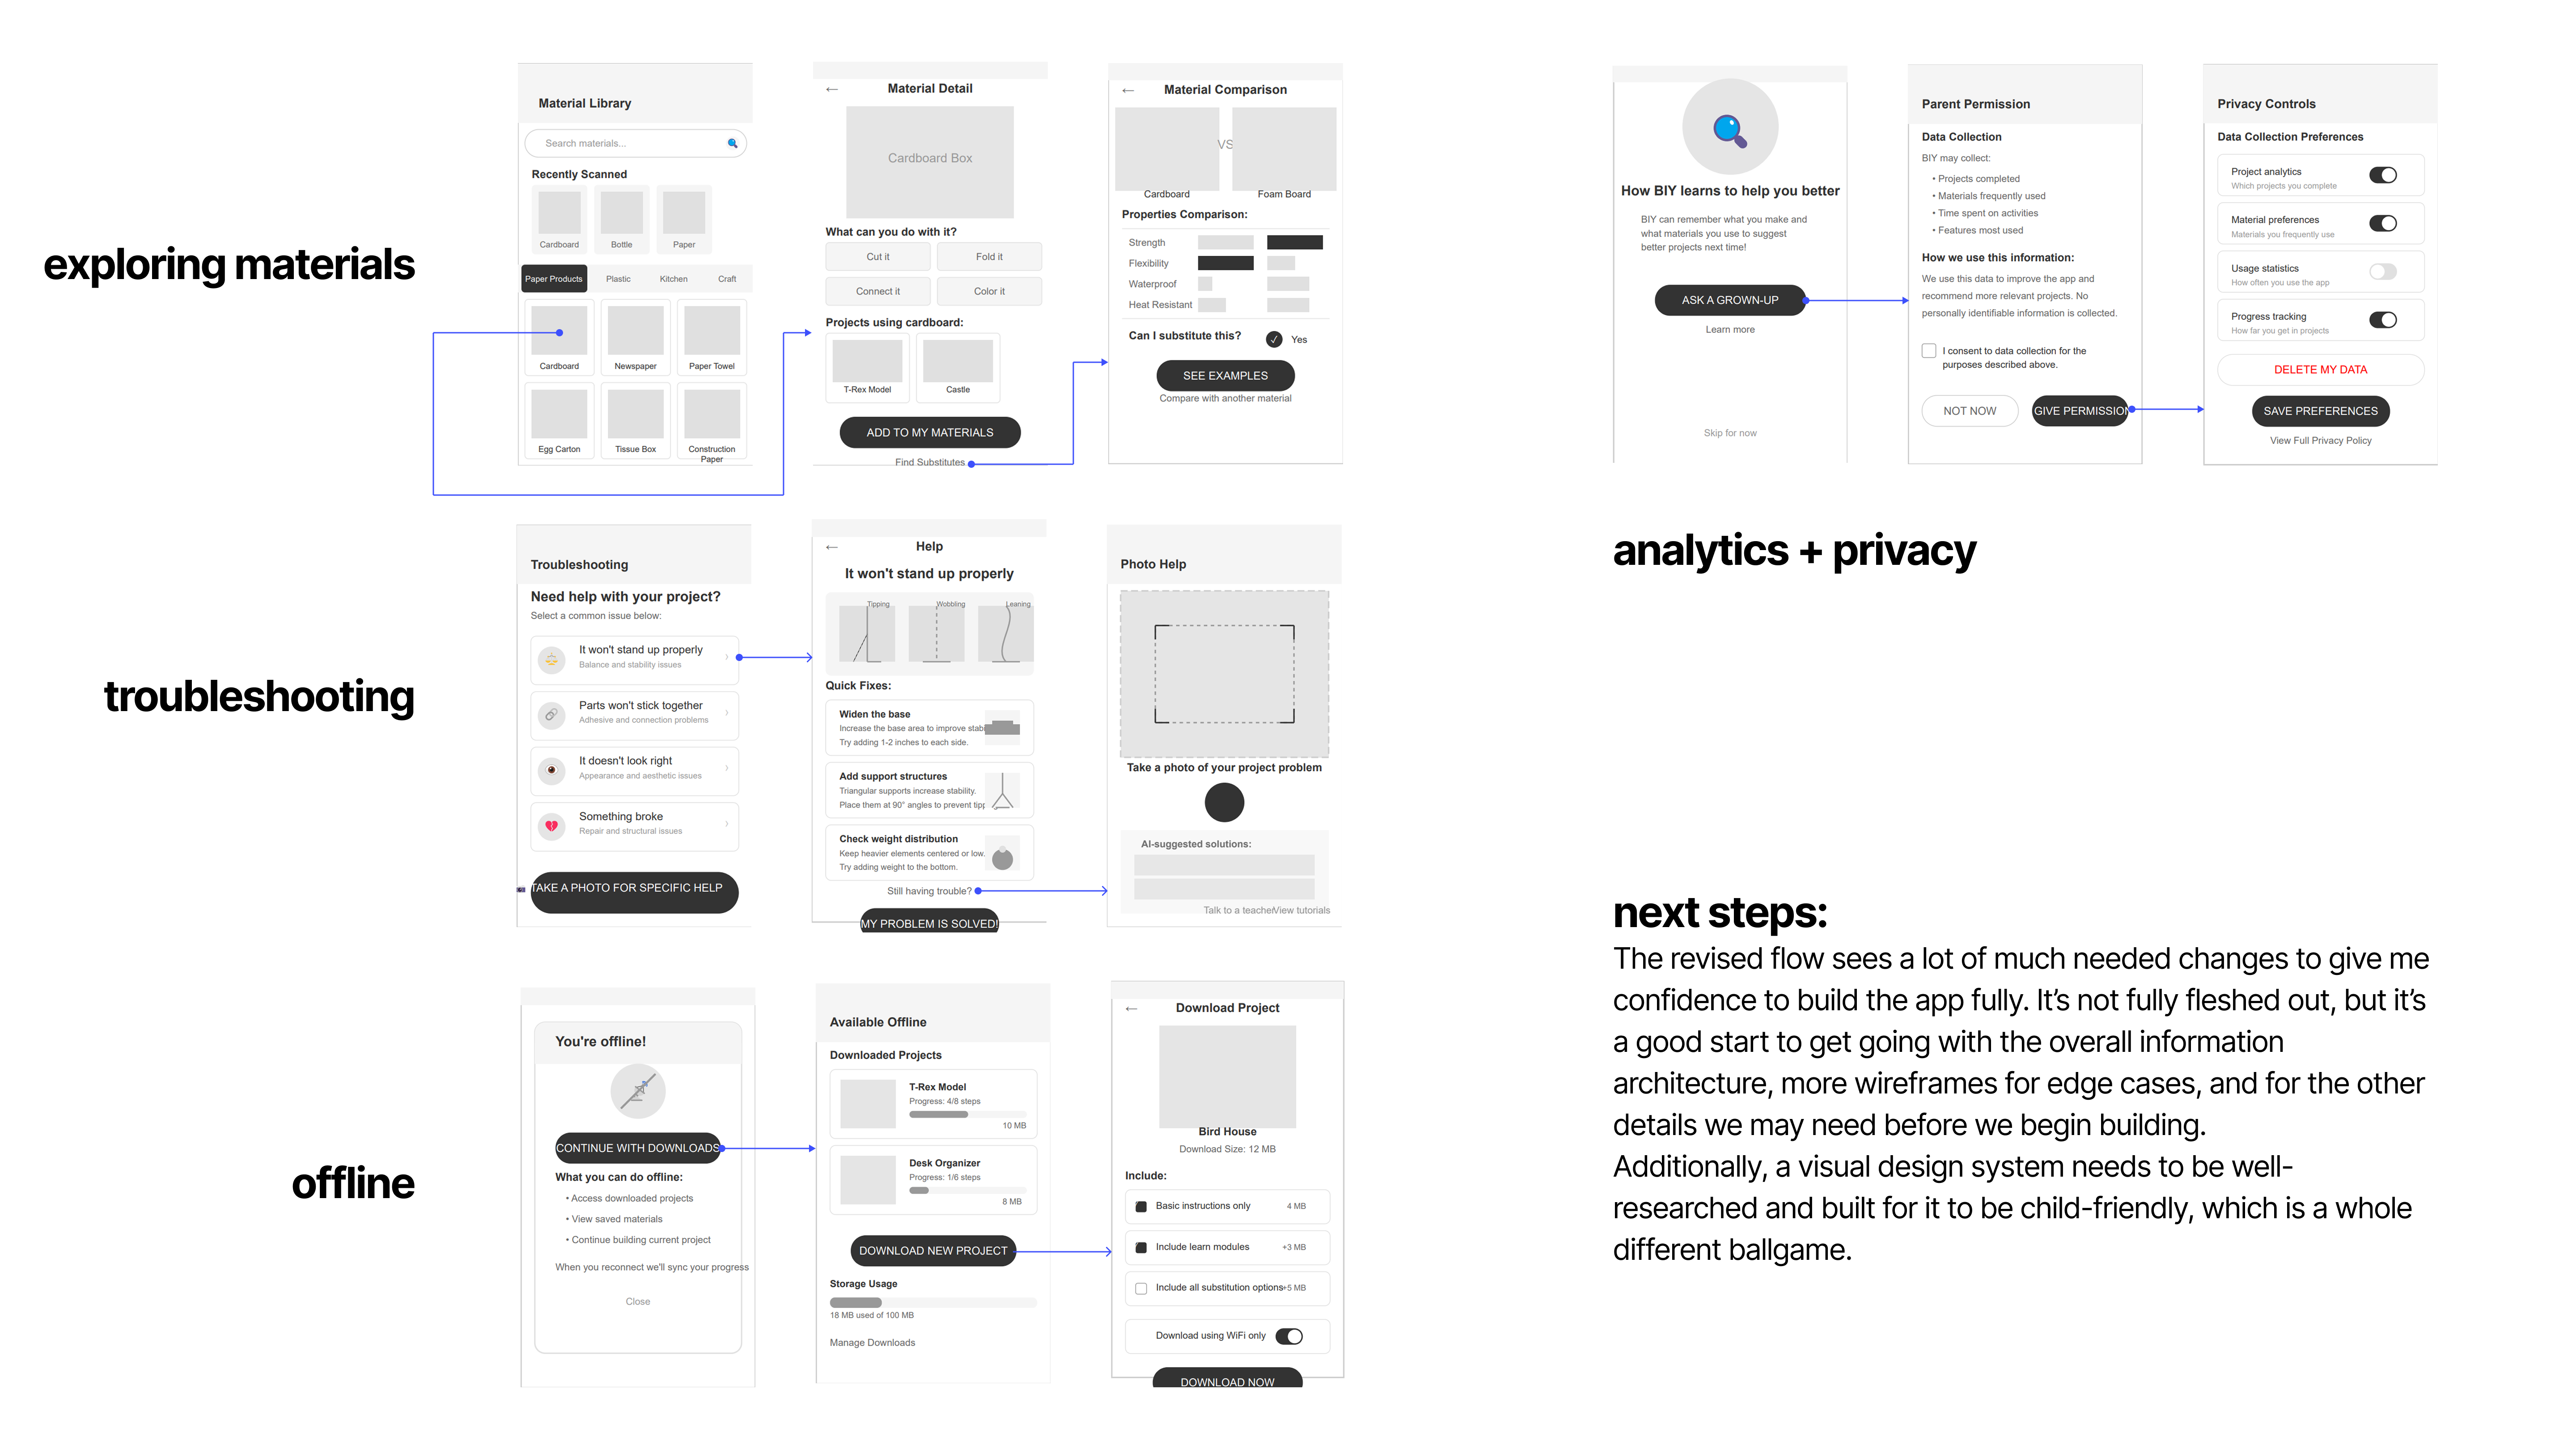 exploring materials
Material Library
Search materials...
Recently Scanned
Cardboard
Bottle
Paper
Paper Products
Plastic
Kitchen
Craft
Cardboard
Newspaper
Paper Towel
Egg Carton
Tissue Box
Construction
Paper
←
Material Detail
Cardboard Box
What can you do with it?
Cut it
Fold it
Connect it
Color it
Projects using cardboard:
T-Rex Model
Castle
ADD TO MY MATERIALS
Find Substitutes
←
Material Comparison
VS
Cardboard
Foam Board
Properties Comparison:
Strength
Flexibility
Waterproof
Heat Resistant
Can I substitute this?
✓ Yes
SEE EXAMPLES
Compare with another material
troubleshooting
Troubleshooting
Need help with your project?
Select a common issue below:
It won't stand up properly
Balance and stability issues
Parts won't stick together
Adhesive and connection problems
It doesn't look right
Appearance and aesthetic issues
Something broke
Repair and structural issues
TAKE A PHOTO FOR SPECIFIC HELP
←
Help
It won't stand up properly
Tipping
Wobbling
Leaning
Quick Fixes:
Widen the base
Increase the base area to improve stabi
Try adding 1-2 inches to each side.
Add support structures
Triangular supports increase stability.
Place them at 90° angles to prevent tipp
Check weight distribution
Keep heavier elements centered or low.
Try adding weight to the bottom.
Still having trouble?
MY PROBLEM IS SOLVED!
Photo Help
Take a photo of your project problem
AI-suggested solutions:
Talk to a teacher
View tutorials
offline
You're offline!
CONTINUE WITH DOWNLOADS
What you can do offline:
• Access downloaded projects
• View saved materials
• Continue building current project
When you reconnect we'll sync your progress
Close
Available Offline
Downloaded Projects
T-Rex Model
Progress: 4/8 steps
10 MB
Desk Organizer
Progress: 1/6 steps
8 MB
DOWNLOAD NEW PROJECT
Storage Usage
18 MB used of 100 MB
Manage Downloads
←
Download Project
Bird House
Download Size: 12 MB
Include:
Basic instructions only
4 MB
Include learn modules
+3 MB
Include all substitution options
+5 MB
Download using WiFi only
DOWNLOAD NOW
How BIY learns to help you better
BIY can remember what you make and
what materials you use to suggest
better projects next time!
ASK A GROWN-UP
Learn more
Skip for now
Parent Permission
Data Collection
BIY may collect:
• Projects completed
• Materials frequently used
• Time spent on activities
• Features most used
How we use this information:
We use this data to improve the app and
recommend more relevant projects. No
personally identifiable information is collected.
I consent to data collection for the
purposes described above.
NOT NOW
GIVE PERMISSION
Privacy Controls
Data Collection Preferences
Project analytics
Which projects you complete
Material preferences
Materials you frequently use
Usage statistics
How often you use the app
Progress tracking
How far you get in projects
DELETE MY DATA
SAVE PREFERENCES
View Full Privacy Policy
analytics + privacy
next steps:
The revised flow sees a lot of much needed changes to give me
confidence to build the app fully. It’s not fully fleshed out, but it’s
a good start to get going with the overall information
architecture, more wireframes for edge cases, and for the other
details we may need before we begin building.
Additionally, a visual design system needs to be well-
researched and built for it to be child-friendly, which is a whole
different ballgame.